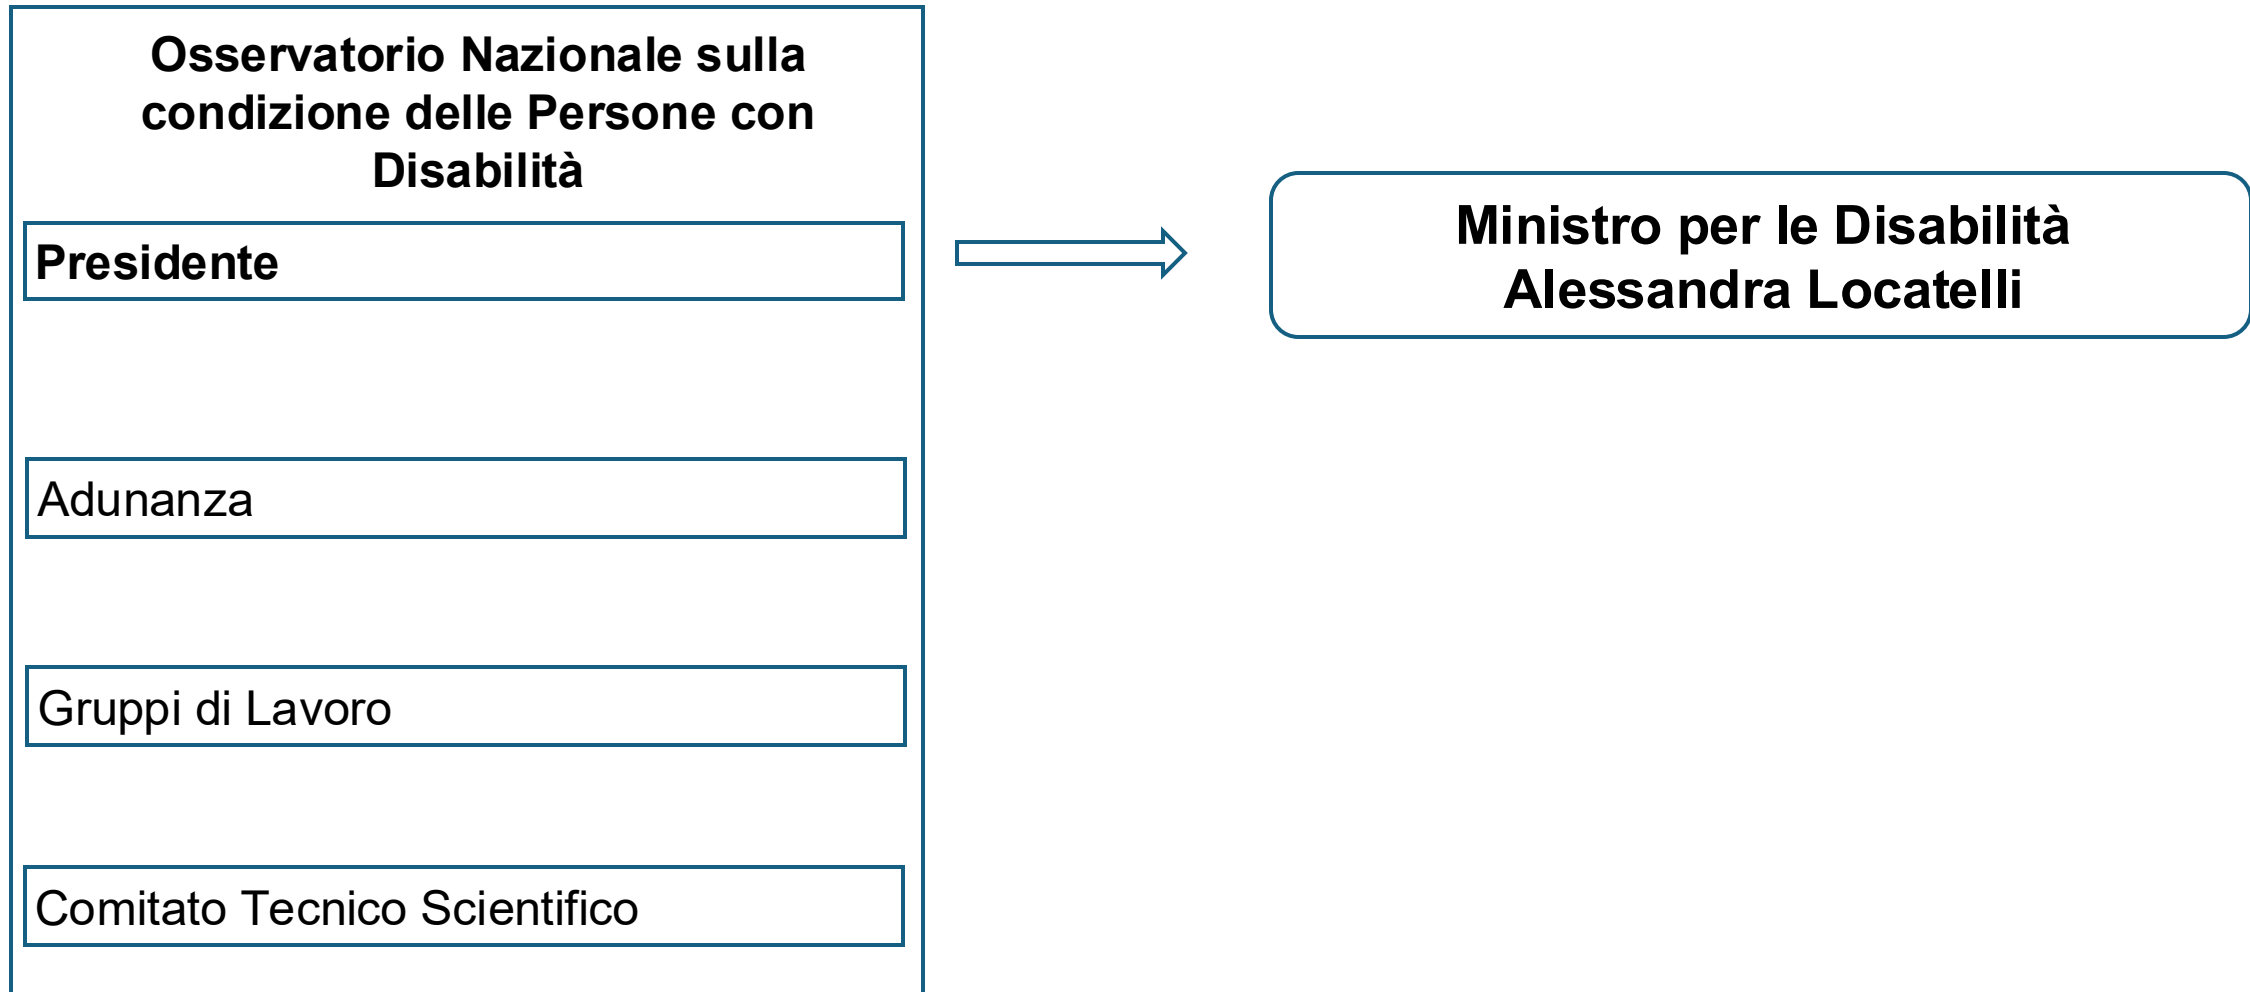 Osservatorio Nazionale sulla
condizione delle Persone con
Disabilità
Presidente
Ministro per le Disabilità
Alessandra Locatelli
Adunanza
Gruppi di Lavoro
Comitato Tecnico Scientifico